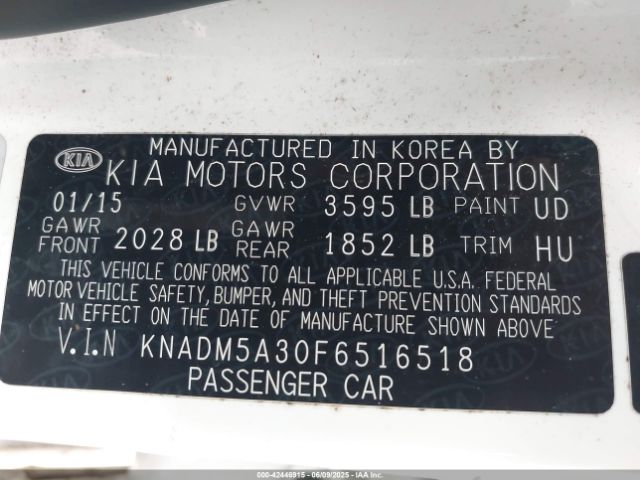 MANUFACTURED IN KOREA BY
KIA KIA MOTORS CORPORATION
01/15 GVWR 3595 LB PAINT UD
GAWR FRONT 2028 LB GAWR REAR 1852 LB TRIM HU
THIS VEHICLE CONFORMS TO ALL APPLICABLE U.S.A. FEDERAL
MOTOR VEHICLE SAFETY, BUMPER, AND THEFT PREVENTION STANDARDS
IN EFFECT ON THE DATE OF MANUFACTURE SHOWN ABOVE
V.I.N KNADM5A30F6516518
PASSENGER CAR
000-42446915 - 06/09/2025 - IAA, Inc.